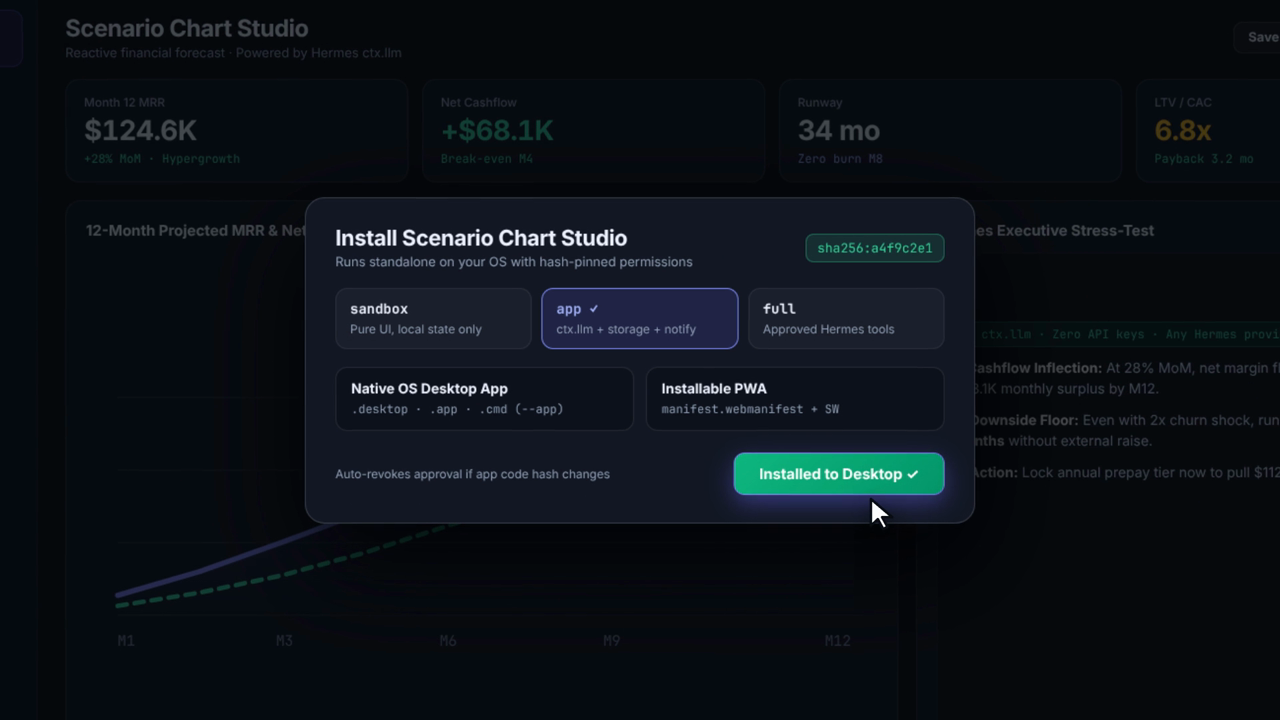 Scenario Chart Studio
Reactive financial forecast · Powered by Hermes ctx.llm
Save
Month 12 MRR
$124.6K
+28% MoM · Hypergrowth
Net Cashflow
+$68.1K
Break-even M4
Runway
34 mo
Zero burn M8
LTV / CAC
6.8x
Payback 3.2 mo
12-Month Projected MRR & Net
es Executive Stress-Test
Install Scenario Chart Studio
Runs standalone on your OS with hash-pinned permissions
sha256:a4f9c2e1
sandbox
Pure UI, local state only
app ✓
ctx.llm + storage + notify
full
Approved Hermes tools
Native OS Desktop App
.desktop · .app · .cmd (--app)
Installable PWA
manifest.webmanifest + SW
Auto-revokes approval if app code hash changes
Installed to Desktop ✓
ctx.llm · Zero API keys · Any Hermes provi
Cashflow Inflection: At 28% MoM, net margin fl
8.1K monthly surplus by M12.
Downside Floor: Even with 2x churn shock, run
nths without external raise.
Action: Lock annual prepay tier now to pull $112
M1
M3
M6
M9
M12